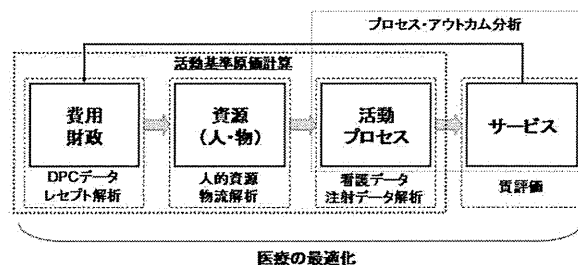 プロセス・アウトカム分析
活動基準原価計算
費用
財政
資源
(人・物)
活動
プロセス
サービス
DPCデータ
レセプト解析
人的資源
物流解析
看護データ
注射データ解析
質評価
医療の最適化